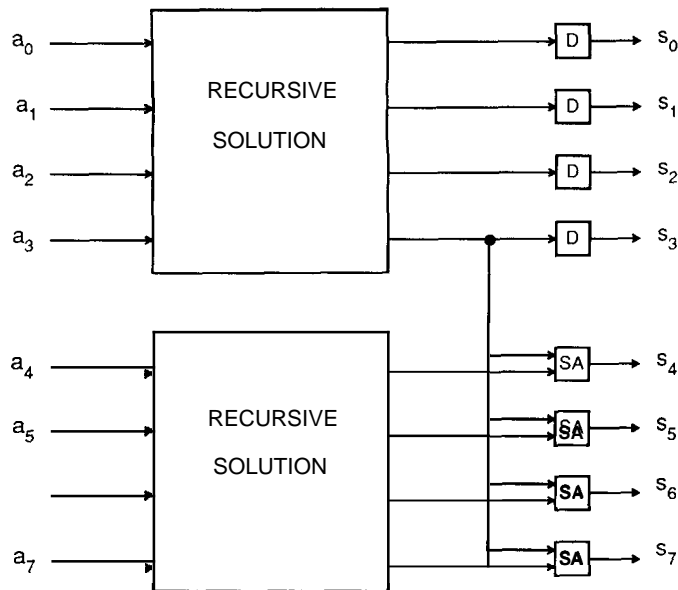 a₀ D s₀
a₁ RECURSIVE D s₁
SOLUTION
a₂ D s₂
a₃ D s₃
a₄ SA s₄
RECURSIVE
a₅ SA s₅
SOLUTION
SA s₆
a₇ SA s₇